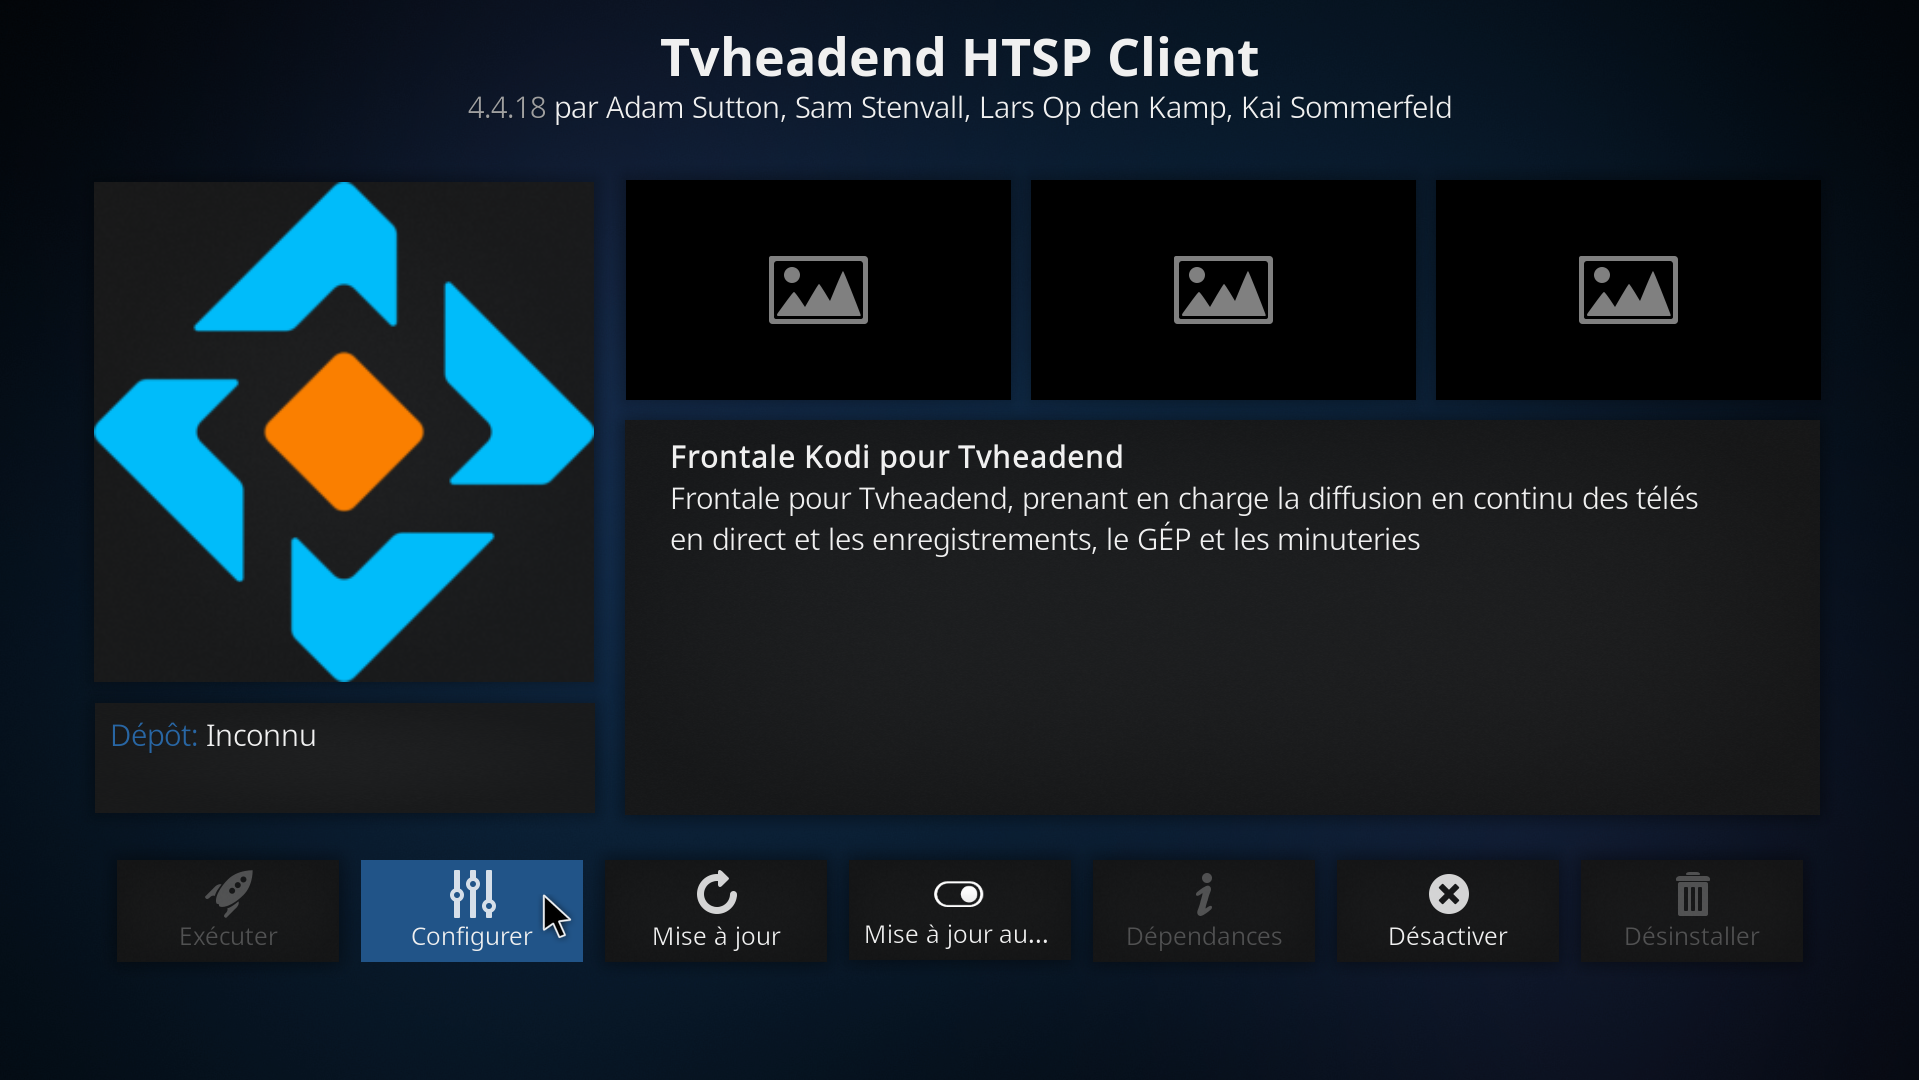 Tvheadend HTSP Client
4.4.18 par Adam Sutton, Sam Stenvall, Lars Op den Kamp, Kai Sommerfeld
Frontale Kodi pour Tvheadend
Frontale pour Tvheadend, prenant en charge la diffusion en continu des télés
en direct et les enregistrements, le GÉP et les minuteries
Dépôt: Inconnu
Exécuter
Configurer
Mise à jour
Mise à jour au...
Dépendances
Désactiver
Désinstaller